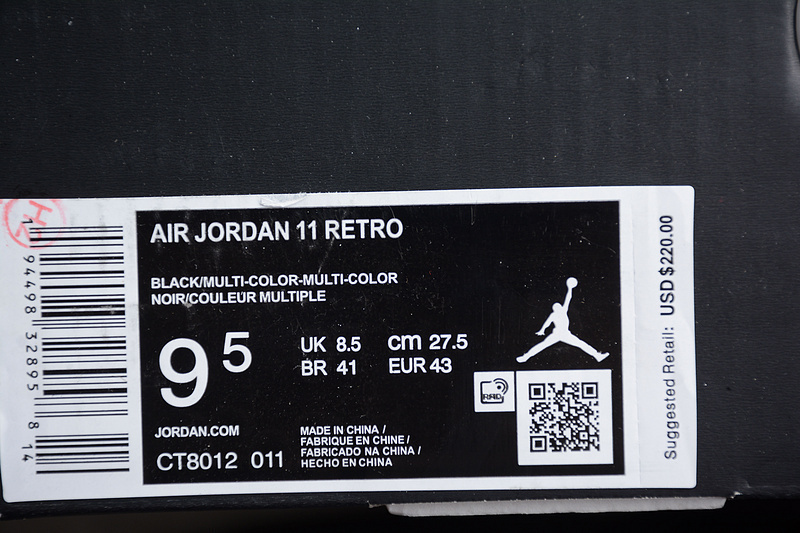 AIR JORDAN 11 RETRO
BLACK/MULTI-COLOR-MULTI-COLOR
NOIR/COULEUR MULTIPLE
9 5
UK 8.5 cm 27.5
BR 41 EUR 43
JORDAN.COM
CT8012 011
MADE IN CHINA /
FABRIQUE EN CHINE /
FABRICADO NA CHINA /
HECHO EN CHINA
RFID
Suggested Retail: USD $220.00
1 94498 32895 8 14